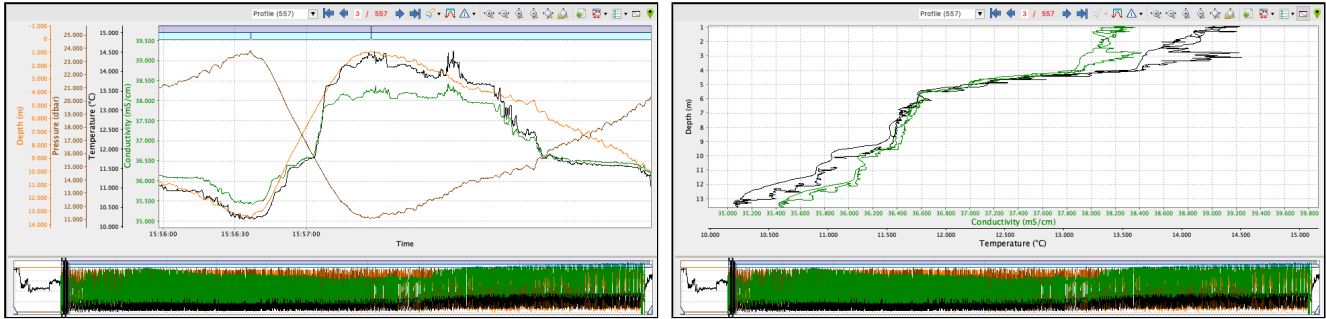 Profile (557) 3 / 557
-1.000 0 1.000 2.000 3.000 4.000 5.000 6.000 7.000 8.000 9.000 10.000 11.000 12.000 13.000 14.000
Depth (m)
25.000 24.000 23.000 22.000 21.000 20.000 19.000 18.000 17.000 16.000 15.000 14.000 13.000 12.000 11.000
Pressure (dbar)
15.000 14.500 14.000 13.500 13.000 12.500 12.000 11.500 11.000 10.500 10.000
Temperature (°C)
39.500 39.000 38.500 38.000 37.500 37.000 36.500 36.000 35.500 35.000
Conductivity (mS/cm)
15:56:00 15:56:30 15:57:00
Time
Profile (557) 3 / 557
1 2 3 4 5 6 7 8 9 10 11 12 13
Depth (m)
35.000 35.200 35.400 35.600 35.800 36.000 36.200 36.400 36.600 36.800 37.000 37.200 37.400 37.600 37.800 38.000 38.200 38.400 38.600 38.800 39.000 39.200 39.400 39.600 39.800
Conductivity (mS/cm)
10.000 10.500 11.000 11.500 12.000 12.500 13.000 13.500 14.000 14.500 15.000
Temperature (°C)